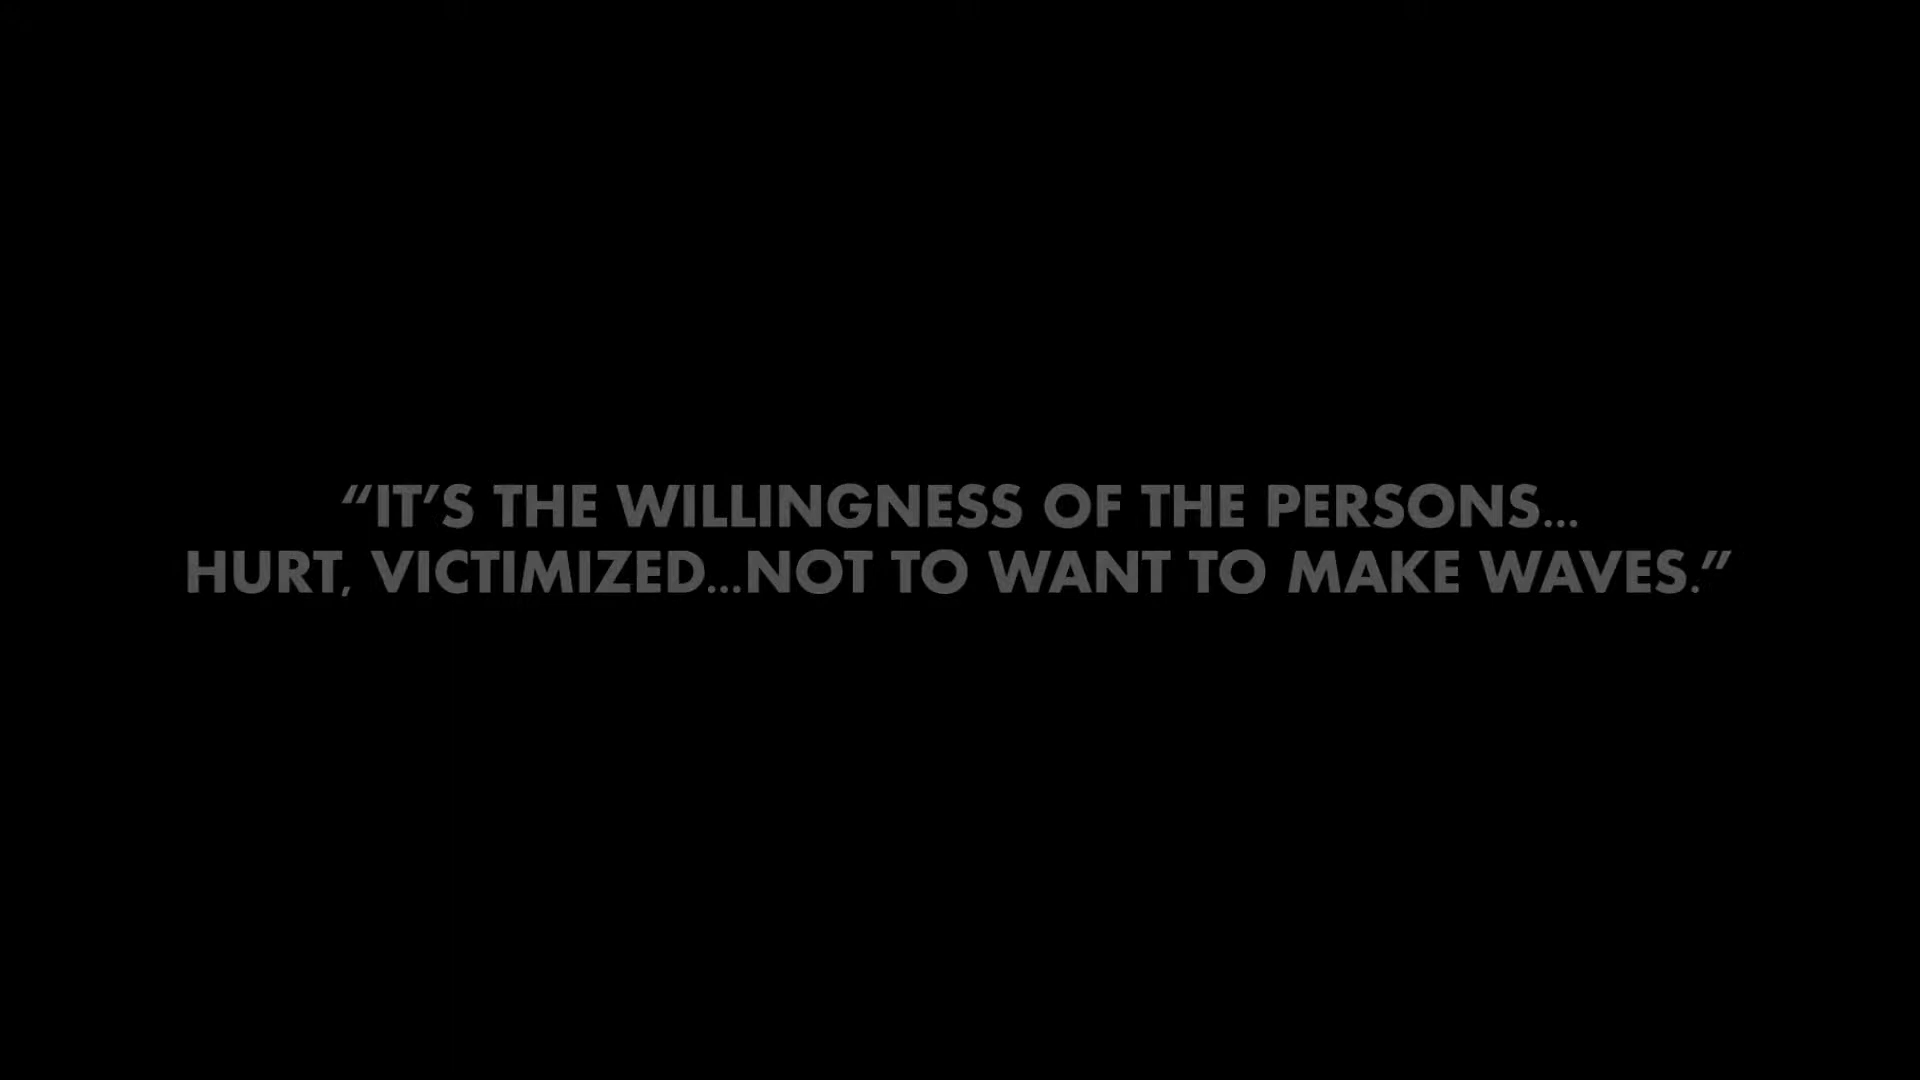 “IT’S THE WILLINGNESS OF THE PERSONS...
HURT, VICTIMIZED...NOT TO WANT TO MAKE WAVES.”